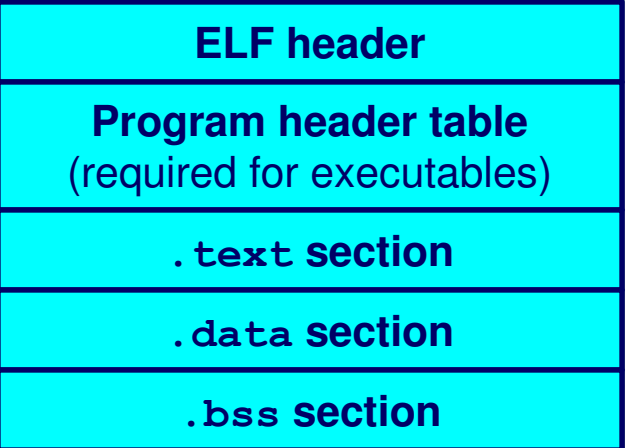 ELF header
Program header table
(required for executables)
.text section
.data section
.bss section